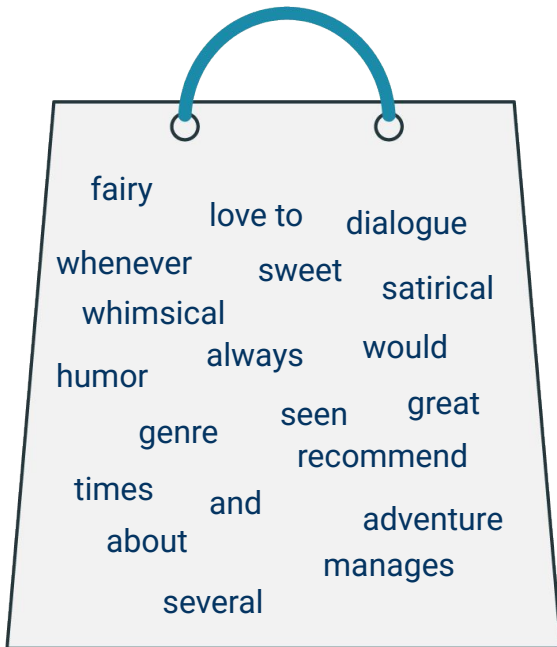 fairy
love to
dialogue
whenever
sweet
satirical
whimsical
would
always
humor
great
seen
genre
recommend
times
and
adventure
about
manages
several